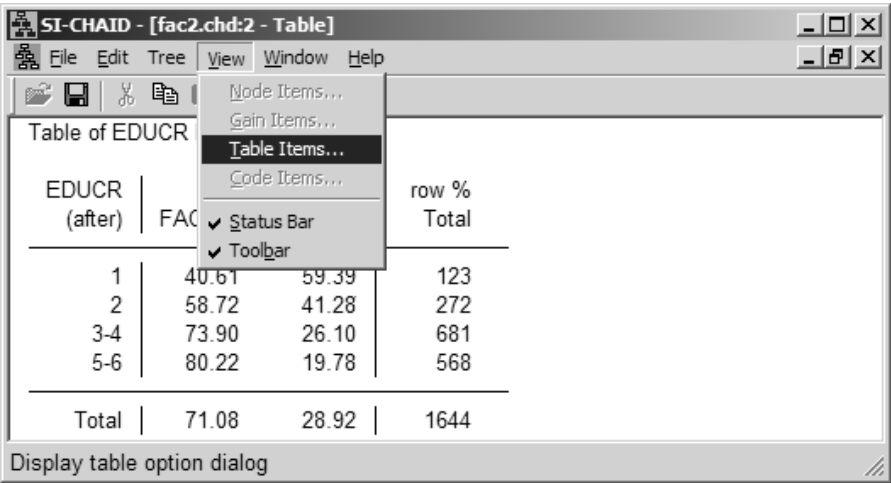 SI-CHAID - [fac2.chd:2 - Table]
File Edit Tree View Window Help
Node Items...
Gain Items...
Table Items...
Code Items...
Status Bar
Toolbar
Table of EDUCR
EDUCR row %
(after) Total
1 40.61 59.39 123
2 58.72 41.28 272
3-4 73.90 26.10 681
5-6 80.22 19.78 568
Total 71.08 28.92 1644
Display table option dialog